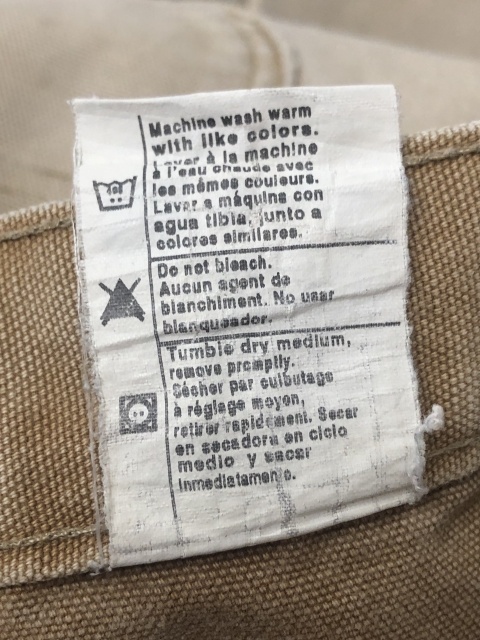 Machine wash warm
with like colors.
Laver à la machine
à l'eau chaude avec
les mêmes couleurs.
Lavar a máquina con
agua tibia, junto a
colores similares.
Do not bleach.
Aucun agent de
blanchiment. No usar
blanqueador.
Tumble dry medium,
remove promptly.
Sécher par culbutage
à réglage moyen,
retirer rapidement. Secar
en secadora en ciclo
medio y sacar
inmediatamente.